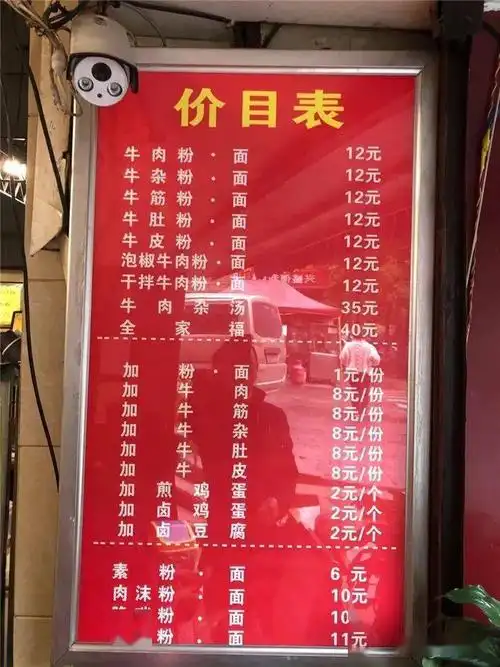 价目表
牛肉粉·面 12元
牛杂粉·面 12元
牛筋粉·面 12元
牛肚粉·面 12元
牛皮粉·面 12元
泡椒牛肉粉·面 12元
干拌牛肉粉·面 12元
牛肉杂汤 35元
全家福 40元
加粉·面 1元/份
加牛肉 8元/份
加牛筋 8元/份
加牛杂 8元/份
加牛肚 8元/份
加牛皮 8元/份
加煎鸡蛋 2元/个
加卤鸡蛋 2元/个
加卤豆腐 2元/个
素粉·面 6元
肉沫粉·面 10元
粉·面 10
粉·面 11元